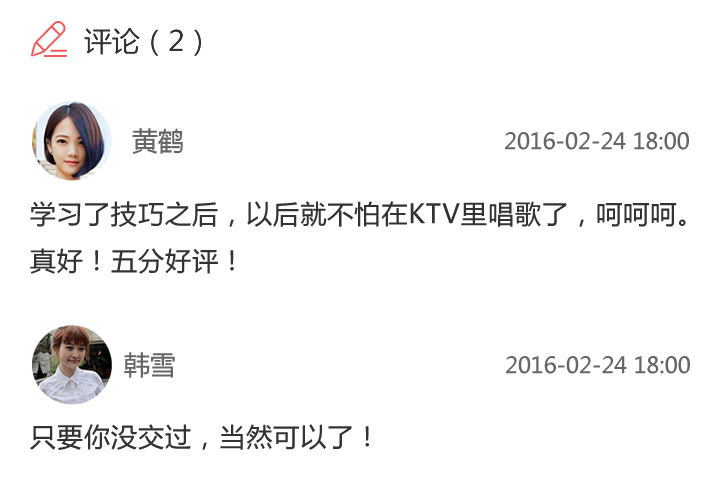 评论（2）
黄鹤 2016-02-24 18:00
学习了技巧之后，以后就不怕在KTV里唱歌了，呵呵呵。
真好！五分好评！
韩雪 2016-02-24 18:00
只要你没交过，当然可以了！